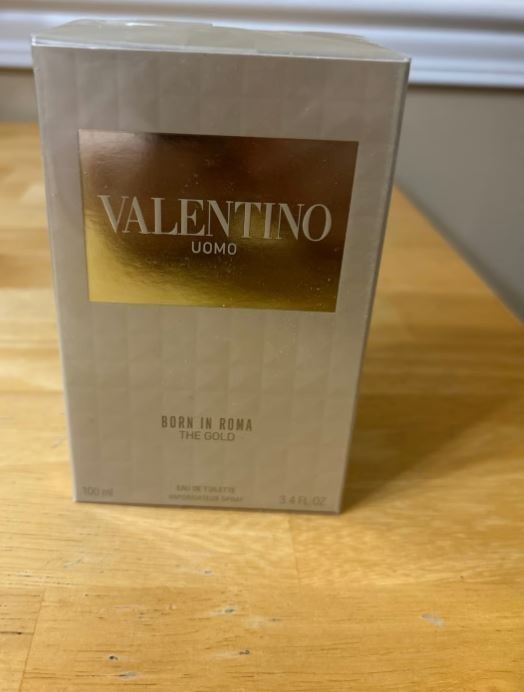 VALENTINO
UOMO
BORN IN ROMA
THE GOLD
100 ml
EAU DE TOILETTE
VAPORISATEUR SPRAY
3.4 FL.OZ